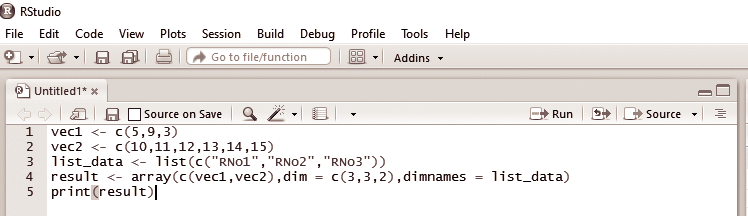 RStudio
File Edit Code View Plots Session Build Debug Profile Tools Help
Go to file/function Addins
Untitled1*
Source on Save Run Source
1 vec1 <- c(5,9,3)
2 vec2 <- c(10,11,12,13,14,15)
3 list_data <- list(c("RNo1","RNo2","RNo3"))
4 result <- array(c(vec1,vec2),dim = c(3,3,2),dimnames = list_data)
5 print(result)